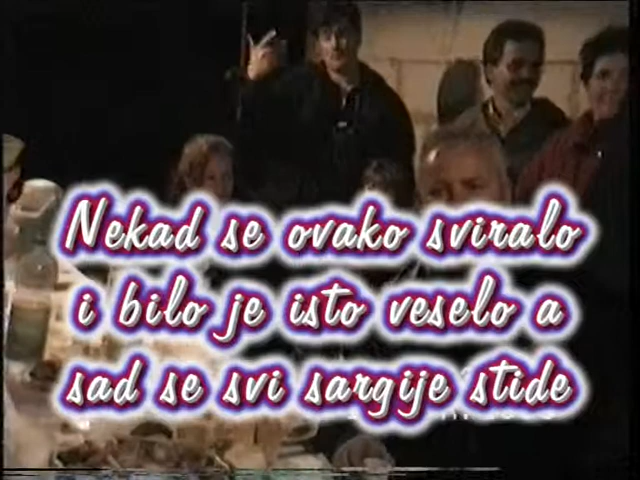 Nekad se ovako sviralo
i bilo je isto veselo a
sad se svi sargije stide